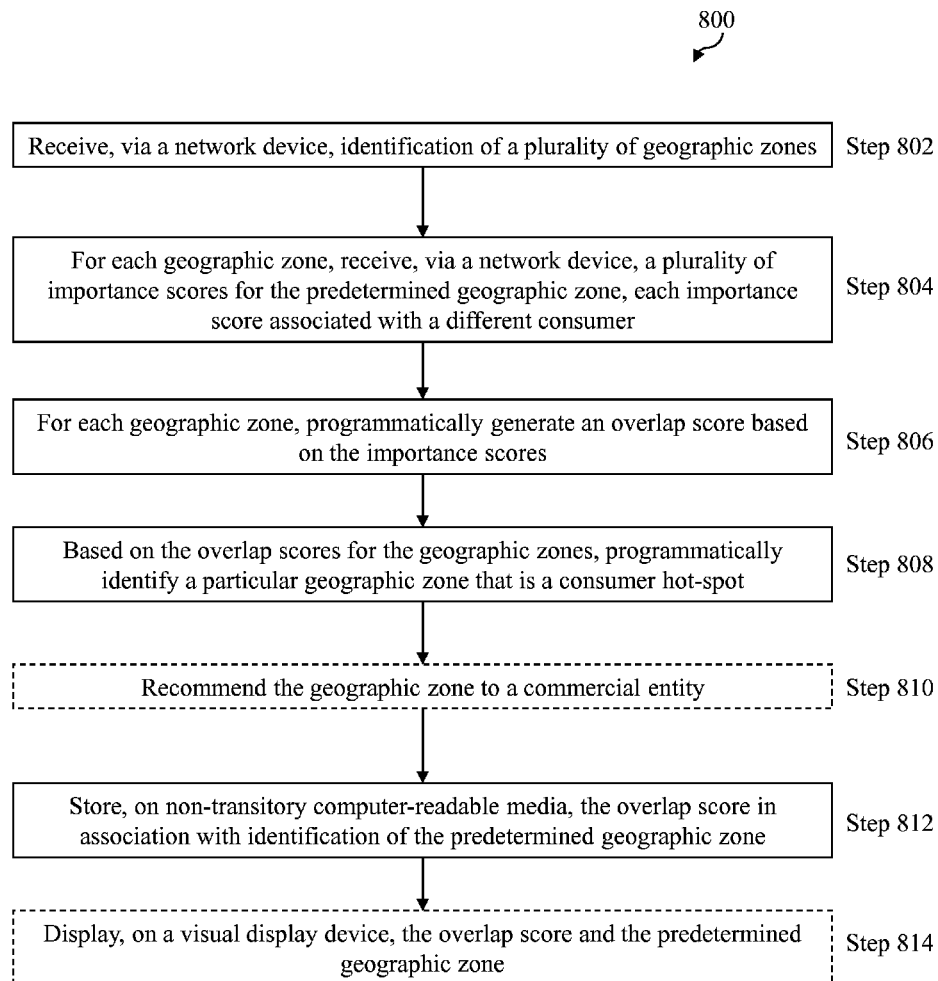 800
Receive, via a network device, identification of a plurality of geographic zones
Step 802
For each geographic zone, receive, via a network device, a plurality of
importance scores for the predetermined geographic zone, each importance
score associated with a different consumer
Step 804
For each geographic zone, programmatically generate an overlap score based
on the importance scores
Step 806
Based on the overlap scores for the geographic zones, programmatically
identify a particular geographic zone that is a consumer hot-spot
Step 808
Recommend the geographic zone to a commercial entity
Step 810
Store, on non-transitory computer-readable media, the overlap score in
association with identification of the predetermined geographic zone
Step 812
Display, on a visual display device, the overlap score and the predetermined
geographic zone
Step 814